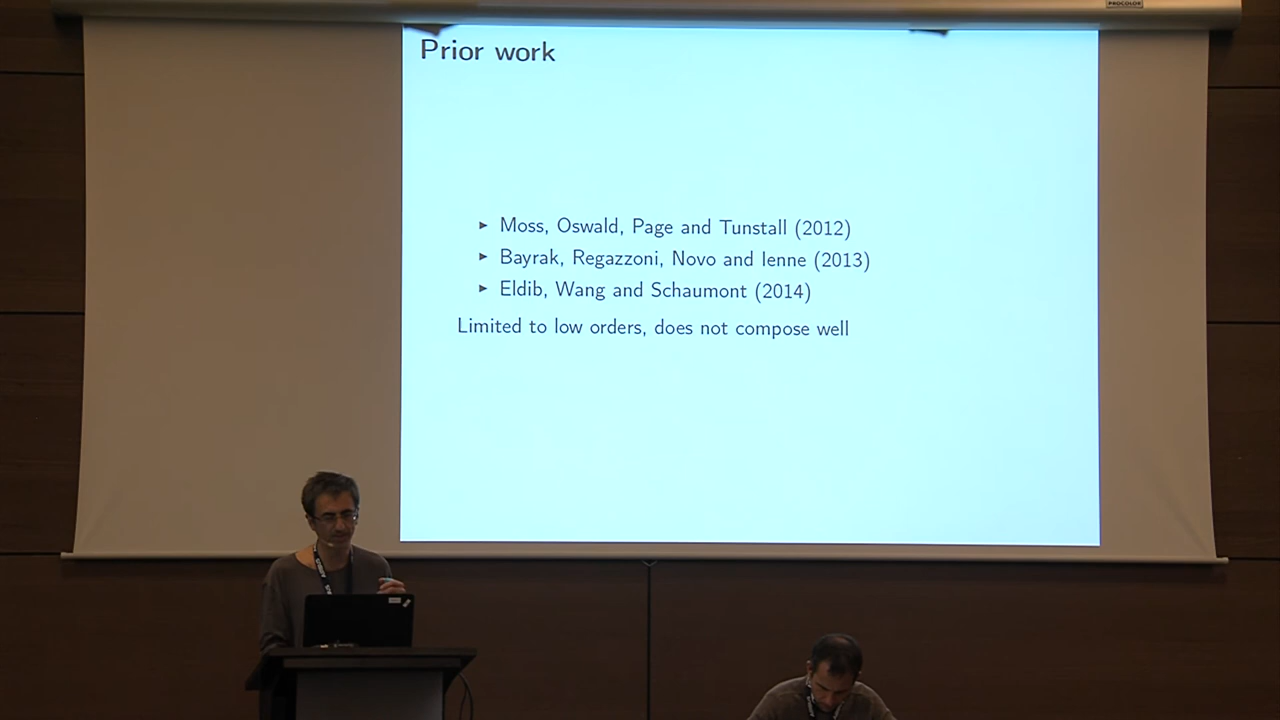 PROCOLOR
Prior work
▸ Moss, Oswald, Page and Tunstall (2012)
▸ Bayrak, Regazzoni, Novo and Ienne (2013)
▸ Eldib, Wang and Schaumont (2014)
Limited to low orders, does not compose well